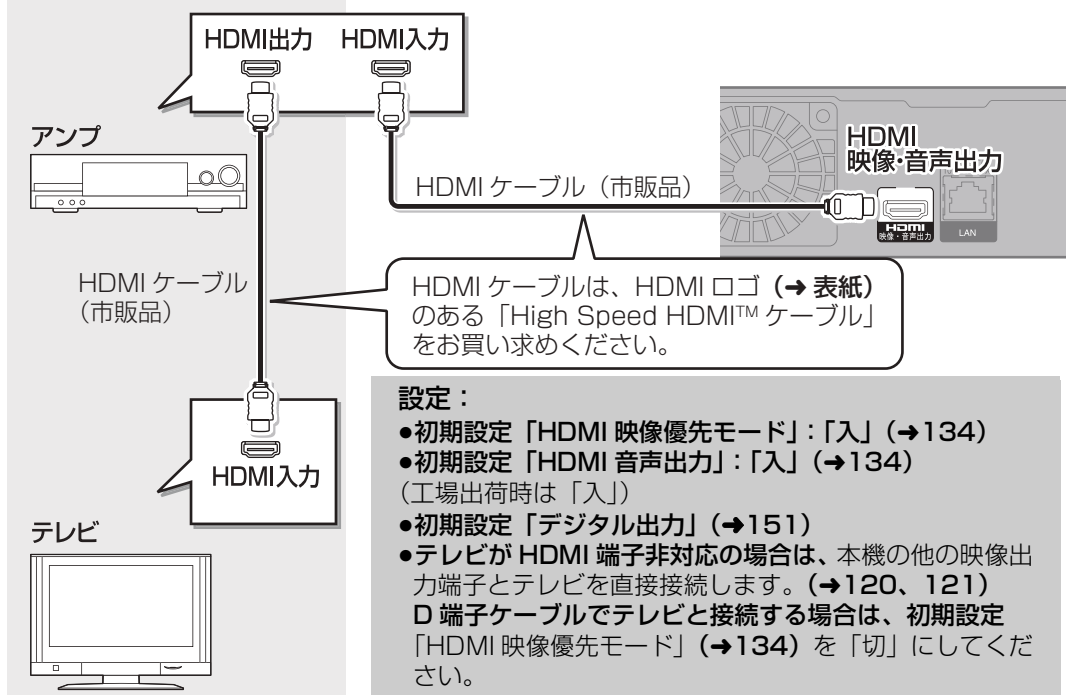 HDMI出力 HDMI入力
アンプ
HDMI
映像・音声出力
HDMI ケーブル（市販品）
HDMI
映像・音声出力
LAN
HDMI ケーブル
（市販品）
HDMI ケーブルは、HDMI ロゴ（➜ 表紙）
のある「High Speed HDMI™ ケーブル」
をお買い求めください。
HDMI入力
テレビ
設定：
●初期設定「HDMI 映像優先モード」：「入」（➜134）
●初期設定「HDMI 音声出力」：「入」（➜134）
（工場出荷時は「入」）
●初期設定「デジタル出力」（➜151）
●テレビが HDMI 端子非対応の場合は、本機の他の映像出
力端子とテレビを直接接続します。（➜120、121）
D 端子ケーブルでテレビと接続する場合は、初期設定
「HDMI 映像優先モード」（➜134）を「切」にしてくだ
さい。